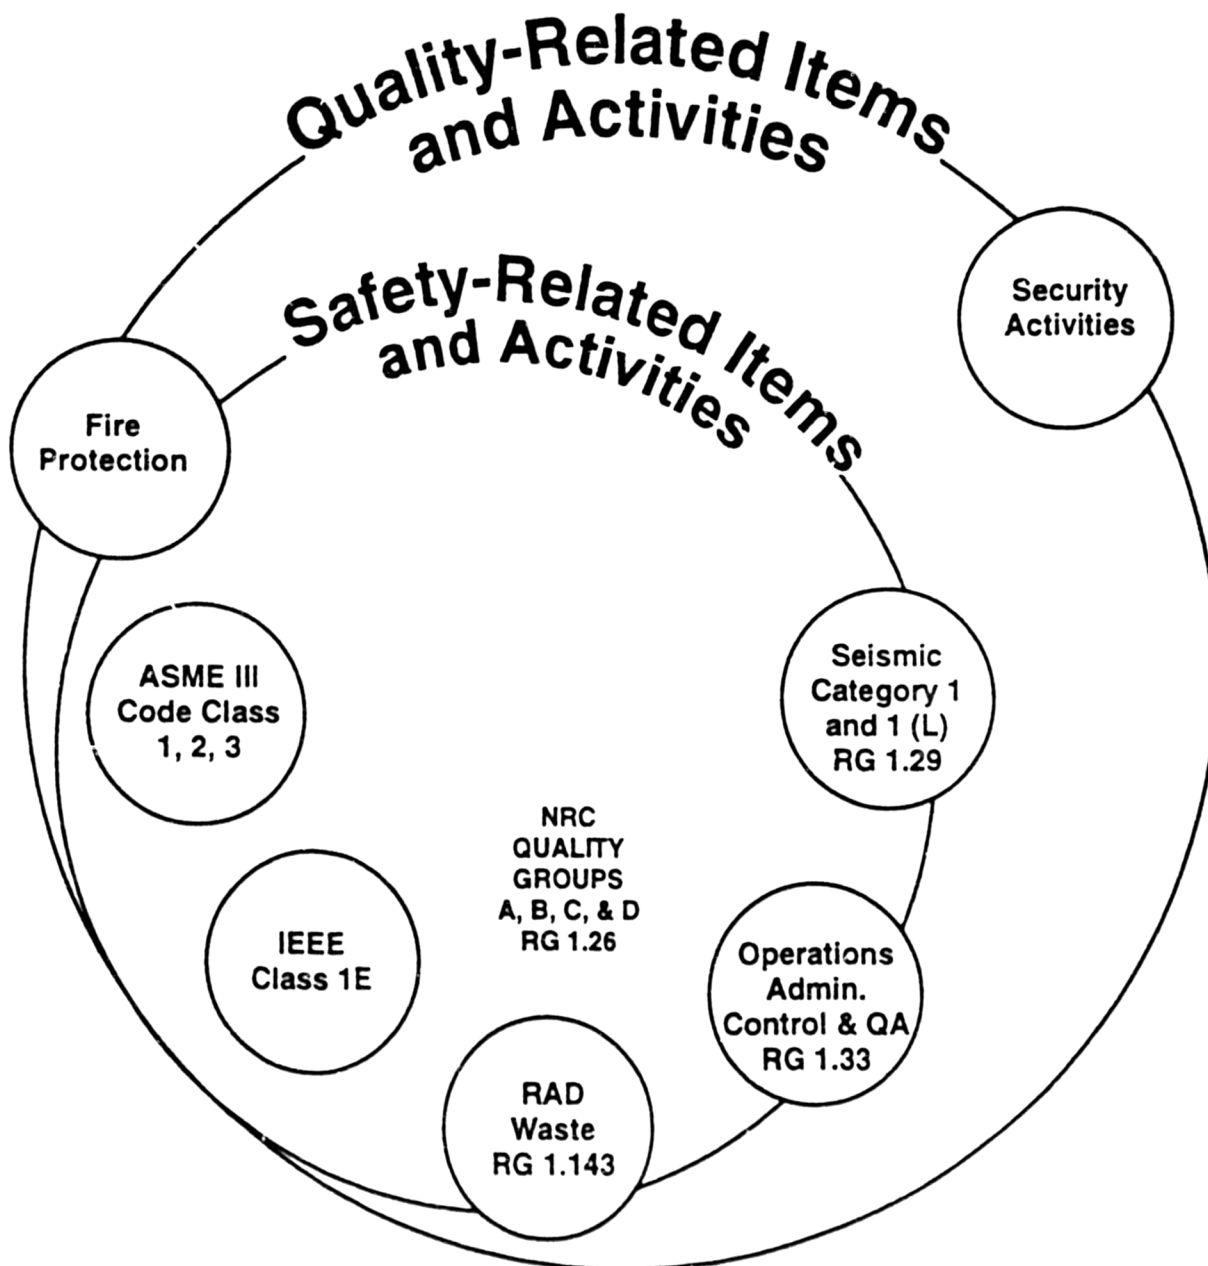 Quality-Related Items
and Activities
Safety-Related Items
and Activities
Security
Activities
Fire
Protection
ASME III
Code Class
1, 2, 3
Seismic
Category 1
and 1 (L)
RG 1.29
NRC
QUALITY
GROUPS
A, B, C, & D
RG 1.26
IEEE
Class 1E
Operations
Admin.
Control & QA
RG 1.33
RAD
Waste
RG 1.143